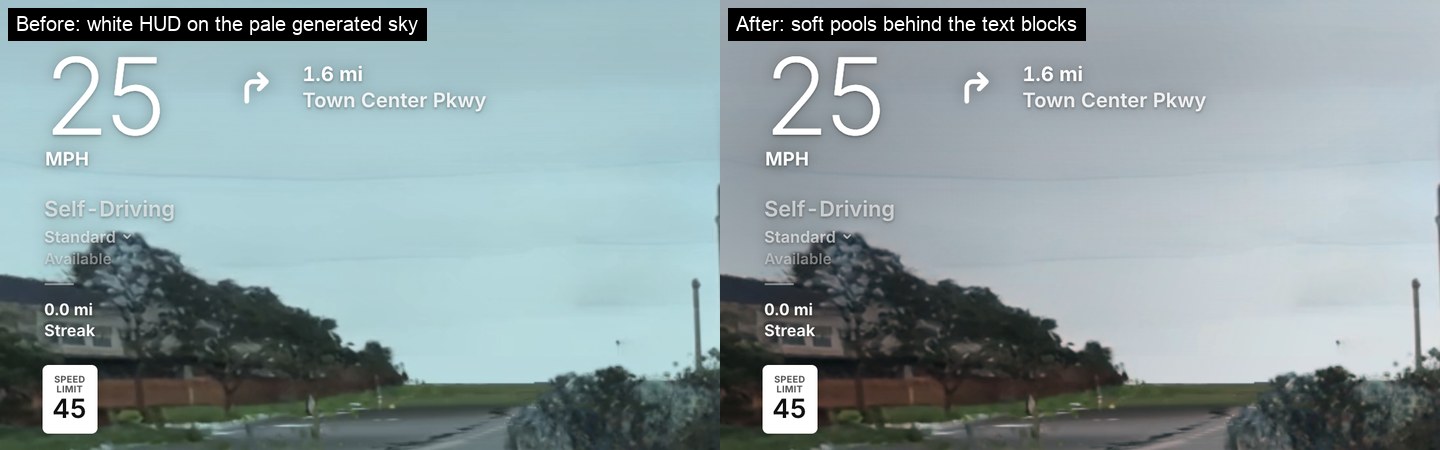 Before: white HUD on the pale generated sky
25
MPH
1.6 mi
Town Center Pkwy
Self-Driving
Standard
Available
0.0 mi
Streak
SPEED
LIMIT
45
After: soft pools behind the text blocks
25
MPH
1.6 mi
Town Center Pkwy
Self-Driving
Standard
Available
0.0 mi
Streak
SPEED
LIMIT
45